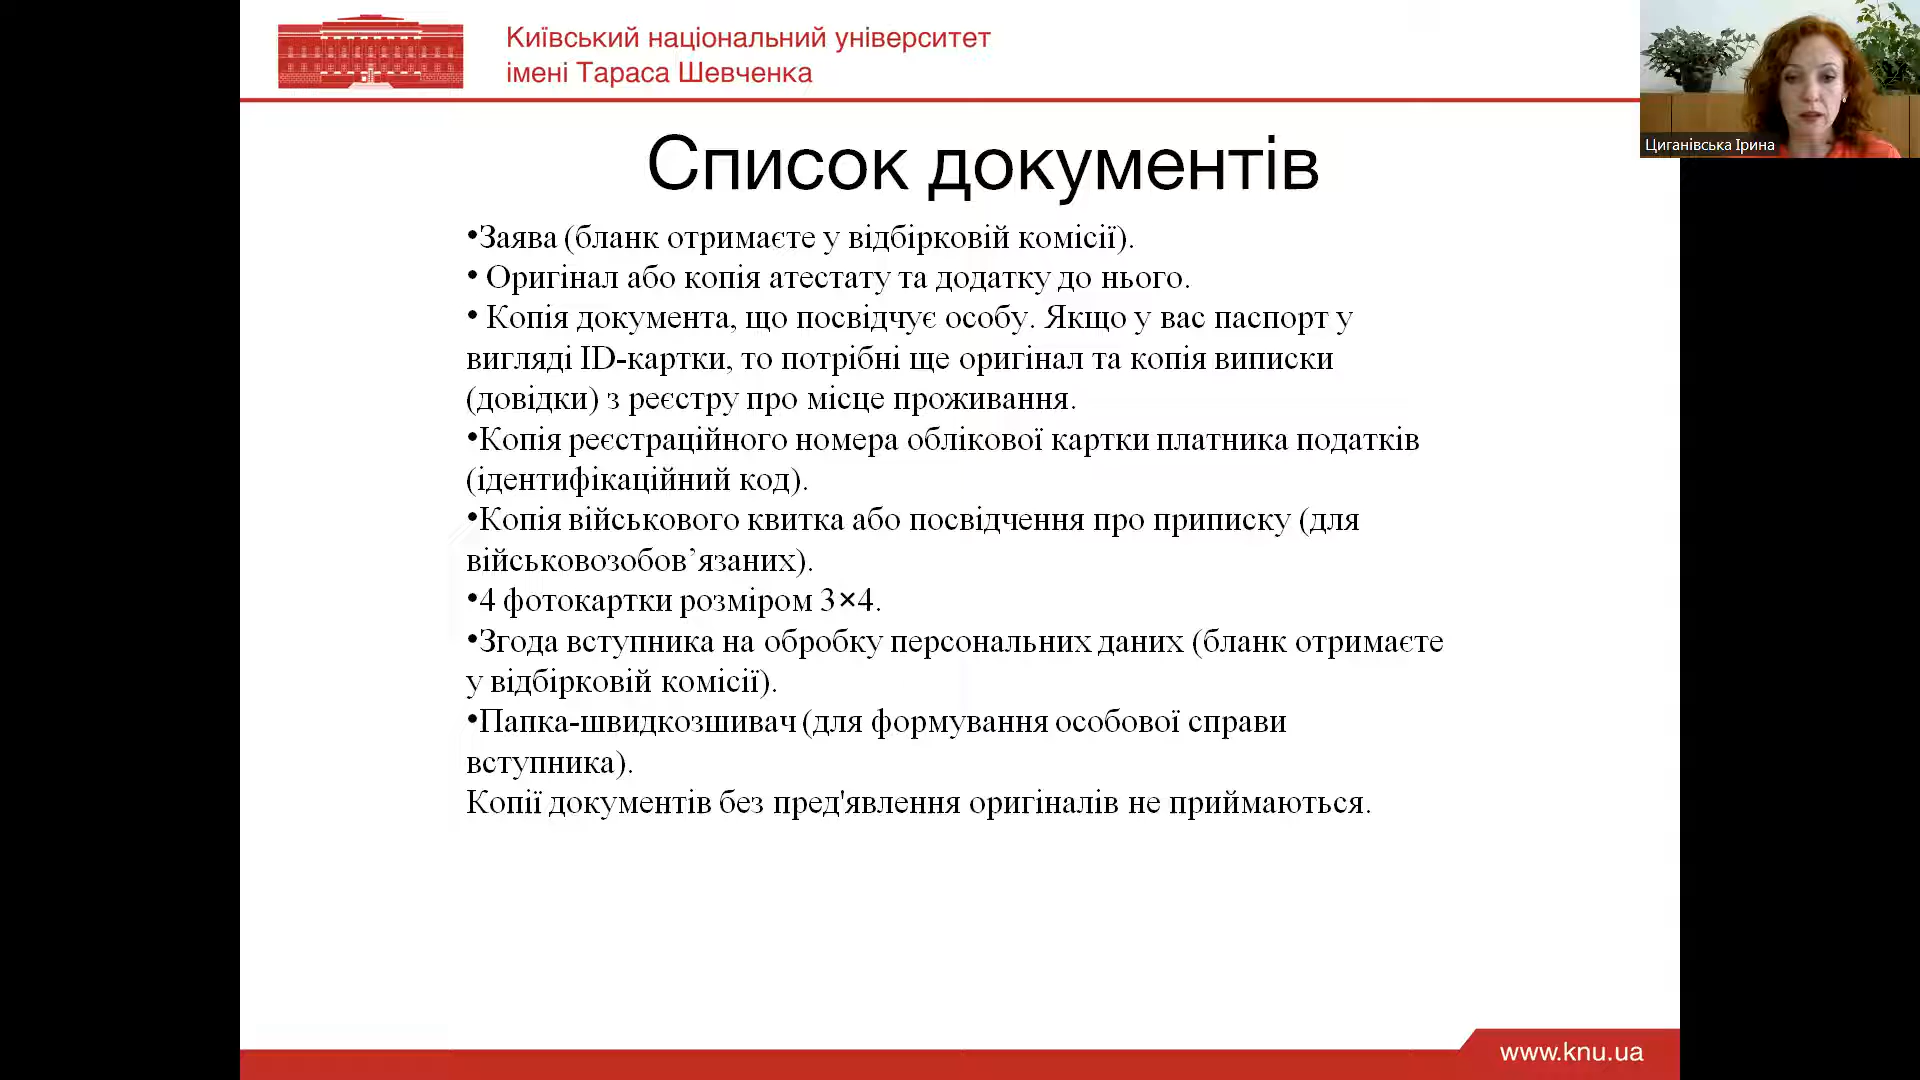 Київський національний університет
імені Тараса Шевченка
Циганівська Ірина
Список документів
•Заява (бланк отримаєте у відбірковій комісії).
• Оригінал або копія атестату та додатку до нього.
• Копія документа, що посвідчує особу. Якщо у вас паспорт у
вигляді ID-картки, то потрібні ще оригінал та копія виписки
(довідки) з реєстру про місце проживання.
•Копія реєстраційного номера облікової картки платника податків
(ідентифікаційний код).
•Копія військового квитка або посвідчення про приписку (для
військовозобов’язаних).
•4 фотокартки розміром 3×4.
•Згода вступника на обробку персональних даних (бланк отримаєте
у відбірковій комісії).
•Папка-швидкозшивач (для формування особової справи
вступника).
Копії документів без пред'явлення оригіналів не приймаються.
www.knu.ua